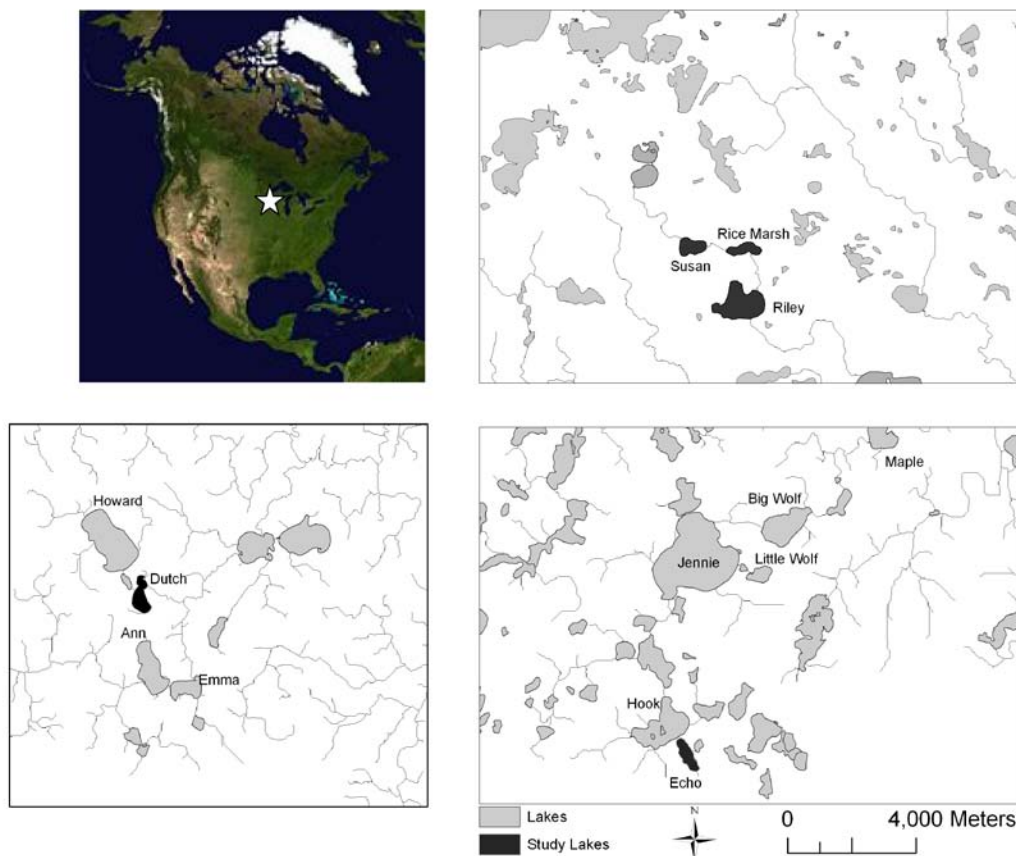 Rice Marsh
Susan
Riley
Howard
Dutch
Ann
Emma
Maple
Big Wolf
Jennie
Little Wolf
Hook
Echo
Lakes
Study Lakes
N
0
4,000 Meters